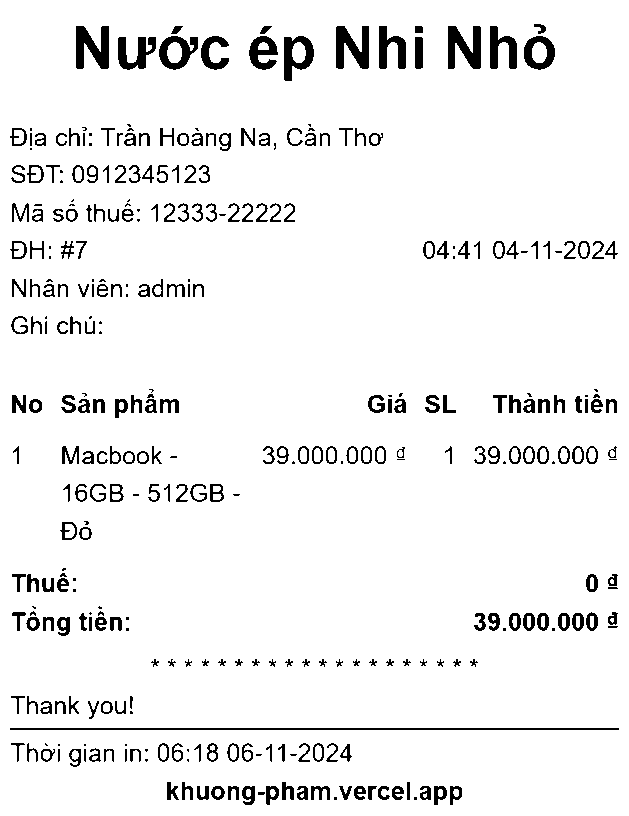 Nước ép Nhi Nhỏ
Địa chỉ: Trần Hoàng Na, Cần Thơ
SĐT: 0912345123
Mã số thuế: 12333-22222
ĐH: #7 04:41 04-11-2024
Nhân viên: admin
Ghi chú:
No Sản phẩm Giá SL Thành tiền
1 Macbook - 39.000.000 ₫ 1 39.000.000 ₫
16GB - 512GB -
Đỏ
Thuế: 0 ₫
Tổng tiền: 39.000.000 ₫
* * * * * * * * * * * * * * * * * * * *
Thank you!
Thời gian in: 06:18 06-11-2024
khuong-pham.vercel.app